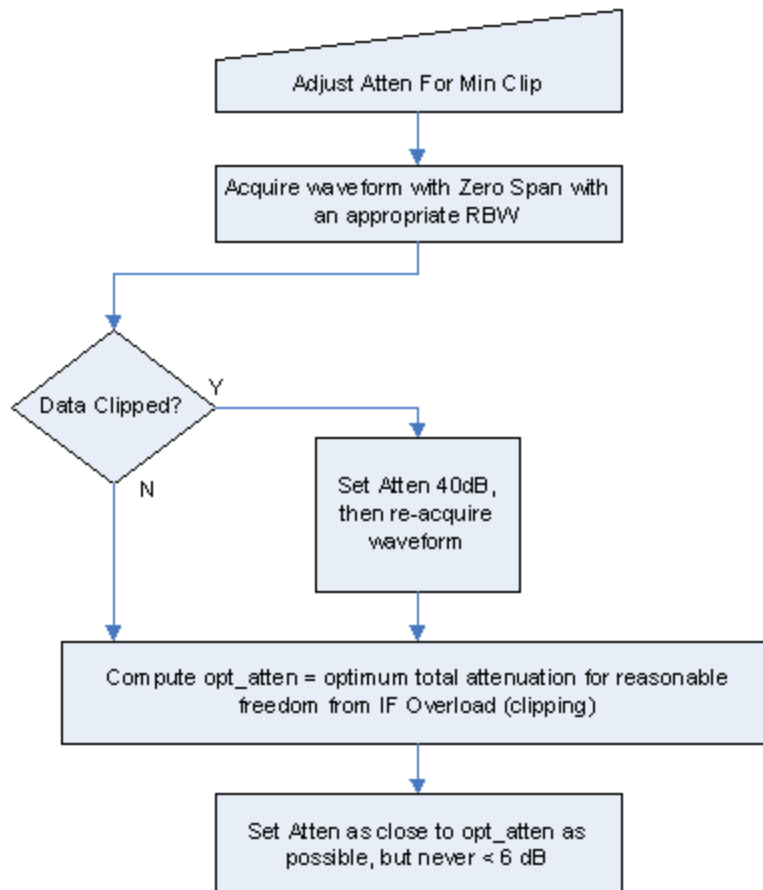 Adjust Atten For Min Clip
Acquire waveform with Zero Span with
an appropriate RBW
Data Clipped?
Y
N
Set Atten 40dB,
then re-acquire
waveform
Compute opt_atten = optimum total attenuation for reasonable
freedom from IF Overload (clipping)
Set Atten as close to opt_atten as
possible, but never < 6 dB